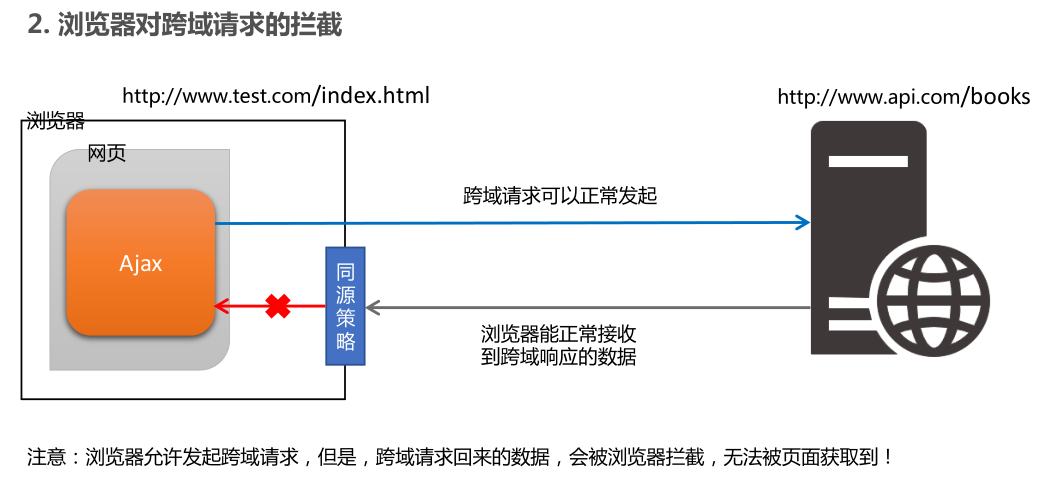 2. 浏览器对跨域请求的拦截
http://www.test.com/index.html
http://www.api.com/books
浏览器
网页
跨域请求可以正常发起
Ajax
同
源
策
略
浏览器能正常接收
到跨域响应的数据
注意：浏览器允许发起跨域请求，但是，跨域请求回来的数据，会被浏览器拦截，无法被页面获取到！